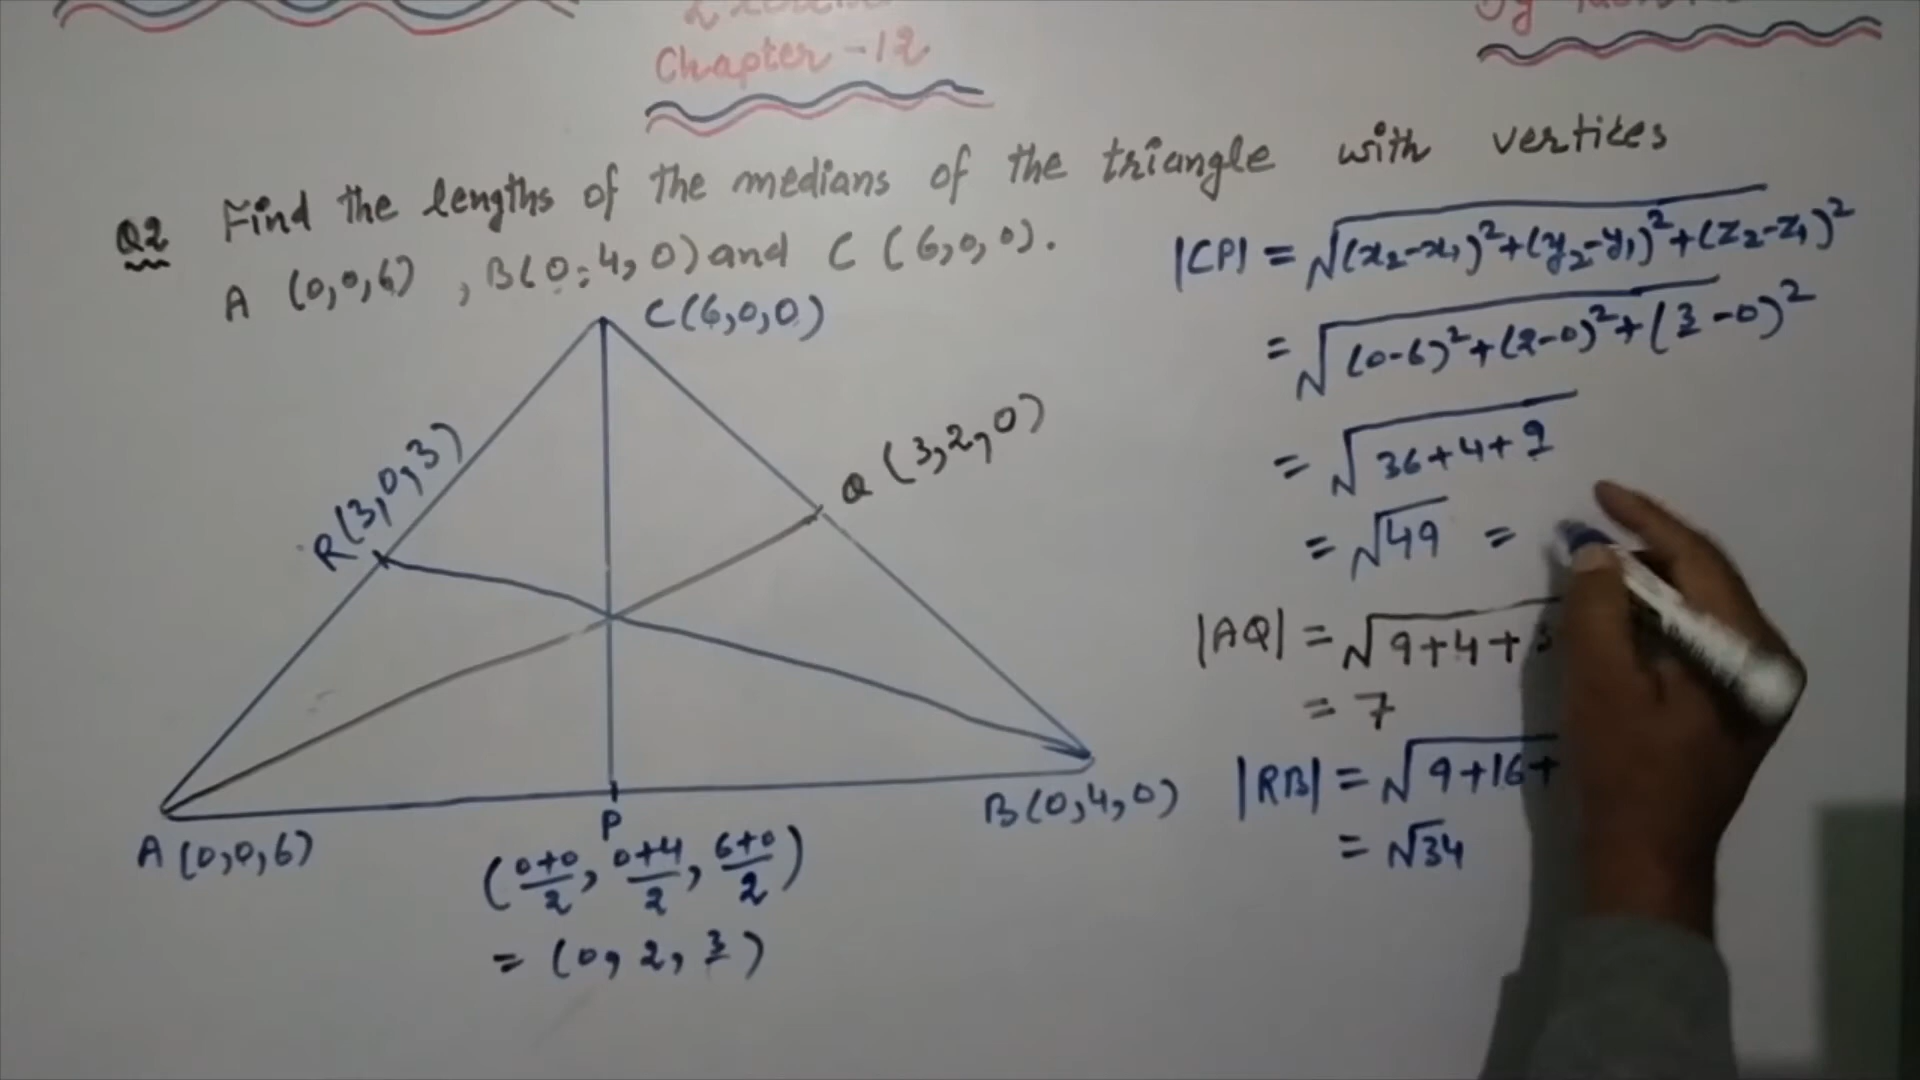 Chapter-12
Q2 Find the lengths of the medians of the triangle with vertices
A (0,0,6), B(0,4,0) and C (6,0,0).
C(6,0,0)
R(3,0,3)
Q(3,2,0)
A(0,0,6)
P
B(0,4,0)
(0+0/2, 0+4/2, 6+0/2)
= (0, 2, 3)
|CP| = √(x₂-x₁)²+(y₂-y₁)²+(z₂-z₁)²
= √(0-6)²+(2-0)²+(3-0)²
= √36+4+9
= √49 =
|AQ| = √9+4+3
= 7
|RB| = √9+16+
= √34